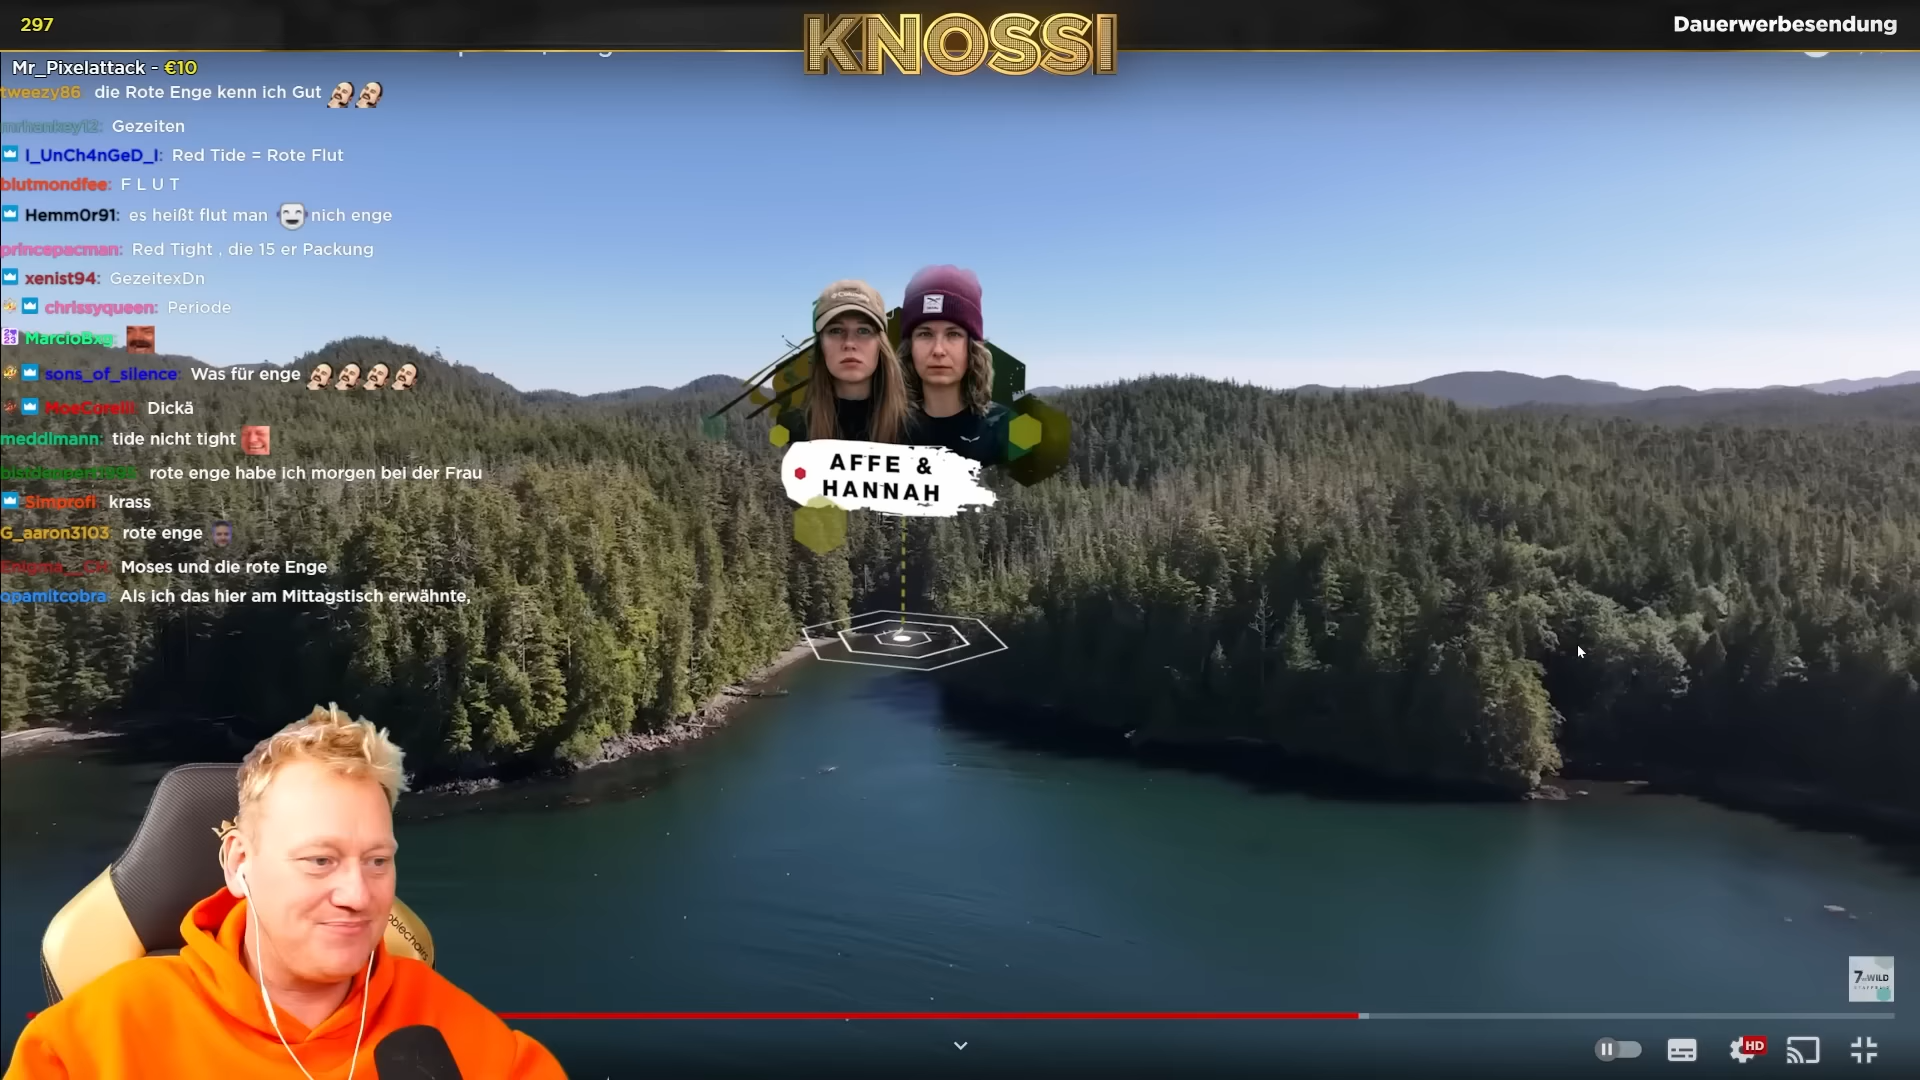 297
KNOSSI
Dauerwerbesendung
Mr_Pixelattack - €10
tweezy86 die Rote Enge kenn ich Gut
mrhankey12: Gezeiten
I_UnCh4nGeD_I: Red Tide = Rote Flut
blutmondfee: F L U T
Hemm0r91: es heißt flut man nich enge
princepacman: Red Tight , die 15 er Packung
xenist94: GezeitexDn
chrissyqueen: Periode
MarcioBxg
sons_of_silence: Was für enge
MoeCorelli: Dickä
meddlmann: tide nicht tight
rote enge habe ich morgen bei der Frau
Simprofi krass
G_aaron3103 rote enge
Enigma__CH Moses und die rote Enge
opamitcobra Als ich das hier am Mittagstisch erwähnte,
AFFE &
HANNAH
7 vs. WILD
HD